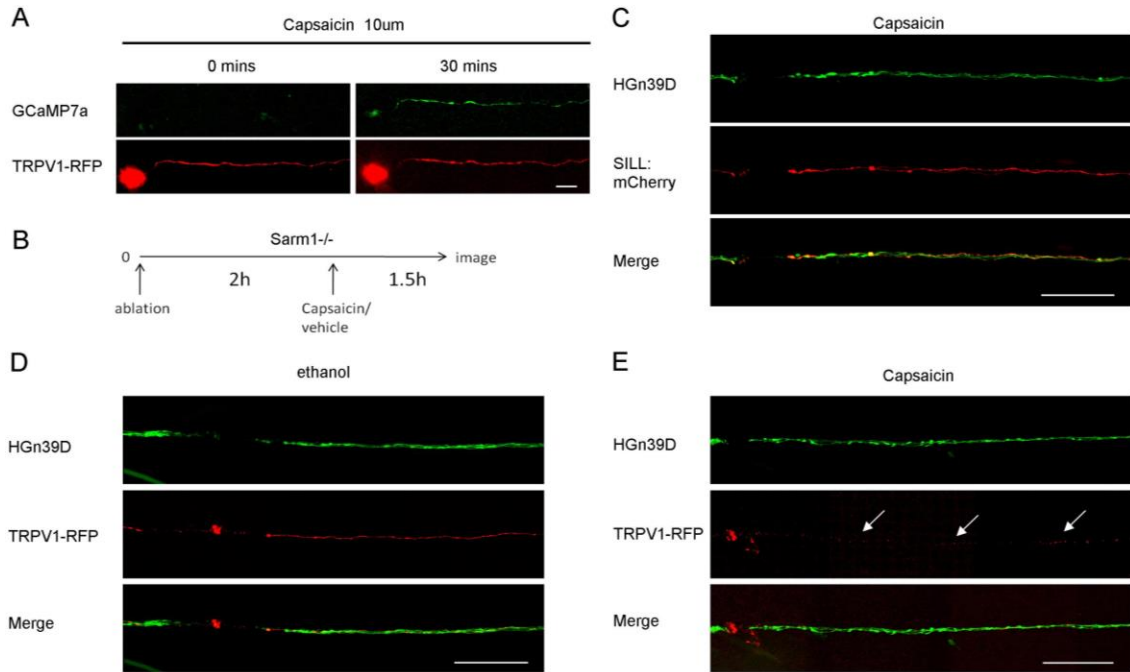 A
Capsaicin 10um
0 mins 30 mins
GCaMP7a
TRPV1-RFP
B
Sarm1-/-
0 image
2h 1.5h
ablation Capsaicin/
vehicle
C
Capsaicin
HGn39D
SILL:
mCherry
Merge
D
ethanol
HGn39D
TRPV1-RFP
Merge
E
Capsaicin
HGn39D
TRPV1-RFP
Merge